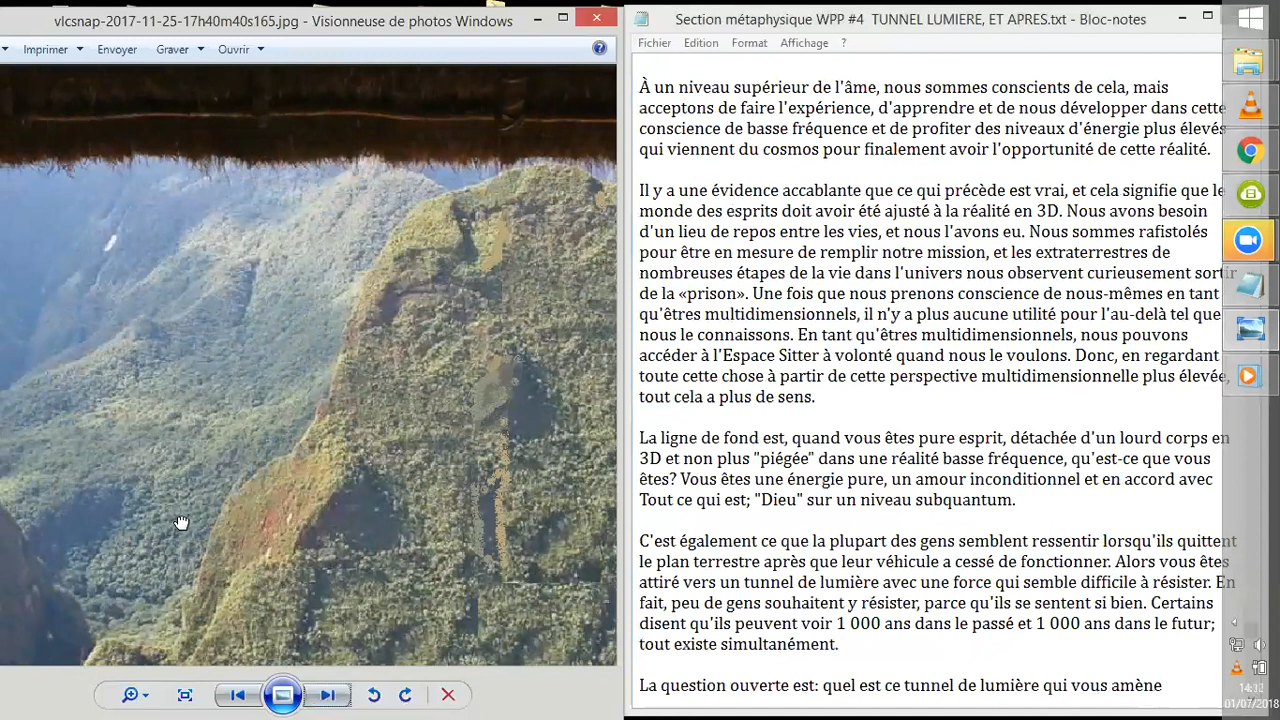 vlcsnap-2017-11-25-17h40m40s165.jpg - Visionneuse de photos Windows
Imprimer Envoyer Graver Ouvrir
Section métaphysique WPP #4 TUNNEL LUMIERE, ET APRES.txt - Bloc-notes
Fichier Edition Format Affichage ?
À un niveau supérieur de l'âme, nous sommes conscients de cela, mais
acceptons de faire l'expérience, d'apprendre et de nous développer dans cette
conscience de basse fréquence et de profiter des niveaux d'énergie plus élevés
qui viennent du cosmos pour finalement avoir l'opportunité de cette réalité.
Il y a une évidence accablante que ce qui précède est vrai, et cela signifie que le
monde des esprits doit avoir été ajusté à la réalité en 3D. Nous avons besoin
d'un lieu de repos entre les vies, et nous l'avons eu. Nous sommes rafistolés
pour être en mesure de remplir notre mission, et les extraterrestres de
nombreuses étapes de la vie dans l'univers nous observent curieusement sortir
de la «prison». Une fois que nous prenons conscience de nous-mêmes en tant
qu'êtres multidimensionnels, il n'y a plus aucune utilité pour l'au-delà tel que
nous le connaissons. En tant qu'êtres multidimensionnels, nous pouvons
accéder à l'Espace Sitter à volonté quand nous le voulons. Donc, en regardant
toute cette chose à partir de cette perspective multidimensionnelle plus élevée,
tout cela a plus de sens.
La ligne de fond est, quand vous êtes pure esprit, détachée d'un lourd corps en
3D et non plus "piégée" dans une réalité basse fréquence, qu'est-ce que vous
êtes? Vous êtes une énergie pure, un amour inconditionnel et en accord avec
Tout ce qui est; "Dieu" sur un niveau subquantum.
C'est également ce que la plupart des gens semblent ressentir lorsqu'ils quittent
le plan terrestre après que leur véhicule a cessé de fonctionner. Alors vous êtes
attiré vers un tunnel de lumière avec une force qui semble difficile à résister. En
fait, peu de gens souhaitent y résister, parce qu'ils se sentent si bien. Certains
disent qu'ils peuvent voir 1 000 ans dans le passé et 1 000 ans dans le futur;
tout existe simultanément.
La question ouverte est: quel est ce tunnel de lumière qui vous amène
01/07/2018